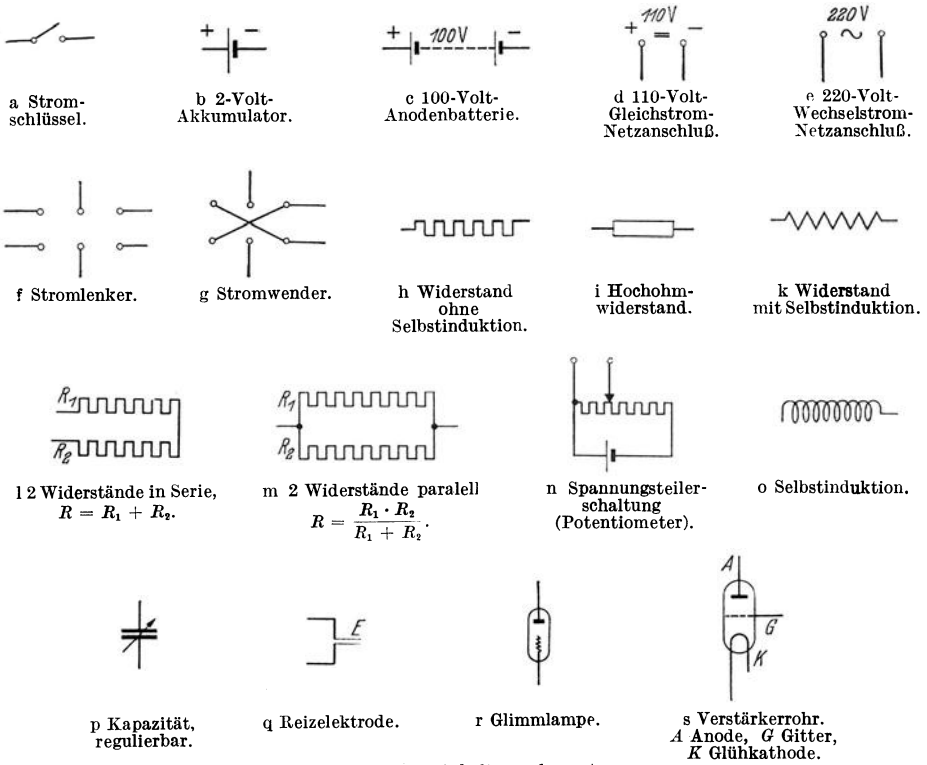 + − + 100V − + 110V = − 220V ~
a Strom-
schlüssel.
b 2-Volt-
Akkumulator.
c 100-Volt-
Anodenbatterie.
d 110-Volt-
Gleichstrom-
Netzanschluß.
e 220-Volt-
Wechselstrom-
Netzanschluß.
f Stromlenker.
g Stromwender.
h Widerstand
ohne
Selbstinduktion.
i Hochohm-
widerstand.
k Widerstand
mit Selbstinduktion.
R1
R2
l 2 Widerstände in Serie,
R = R₁ + R₂.
R1
R2
m 2 Widerstände paralell
R = R₁ · R₂ / R₁ + R₂.
n Spannungsteiler-
schaltung
(Potentiometer).
o Selbstinduktion.
p Kapazität,
regulierbar.
E
q Reizelektrode.
r Glimmlampe.
A
G
K
s Verstärkerrohr.
A Anode, G Gitter,
K Glühkathode.